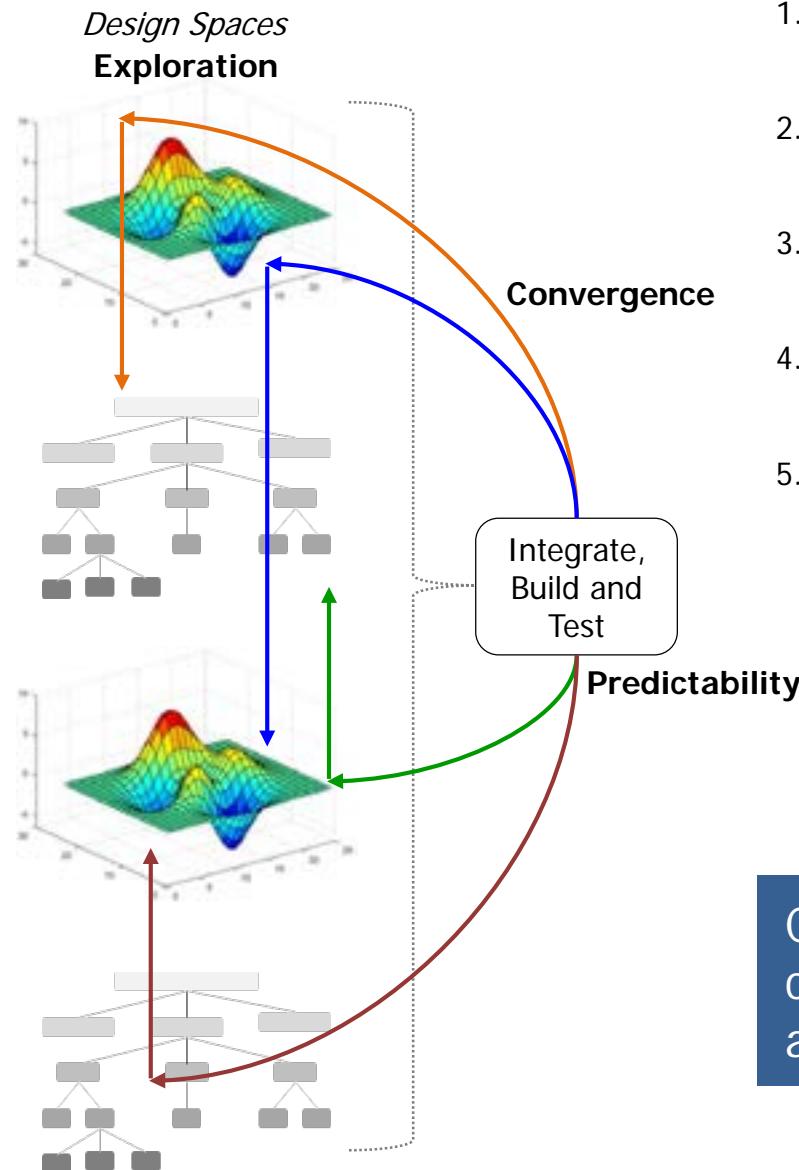 Design Spaces
Exploration
1.
2.
3.
Convergence
4.
5.
Integrate,
Build and
Test
Predictability